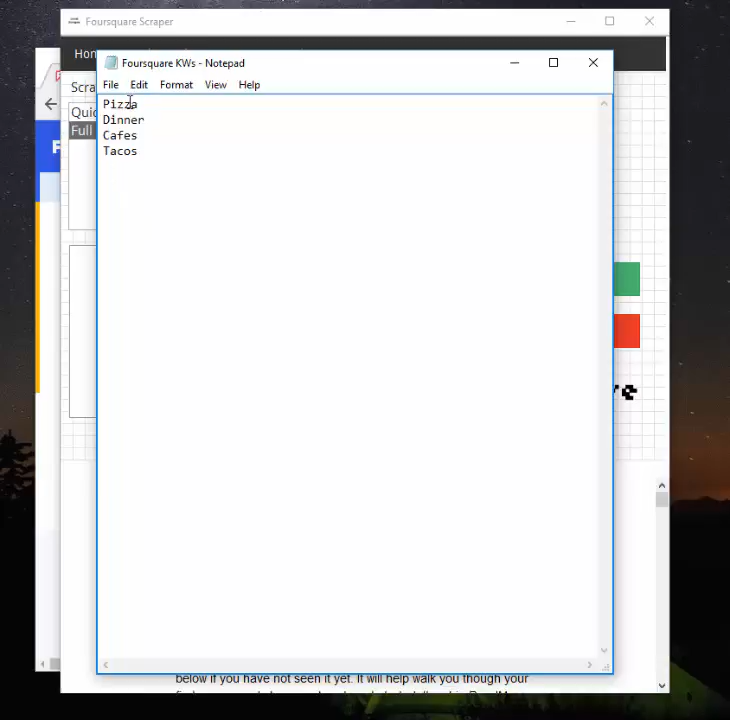 Foursquare Scraper
Hom
Foursquare KWs - Notepad
File Edit Format View Help
Scra
Quic
Full
Pizza
Dinner
Cafes
Tacos
below if you have not seen it yet. It will help walk you though your